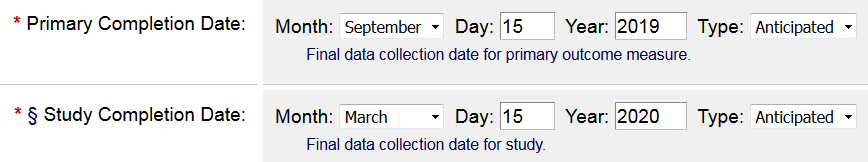 * Primary Completion Date: Month: September Day: 15 Year: 2019 Type: Anticipated
Final data collection date for primary outcome measure.
* § Study Completion Date: Month: March Day: 15 Year: 2020 Type: Anticipated
Final data collection date for study.